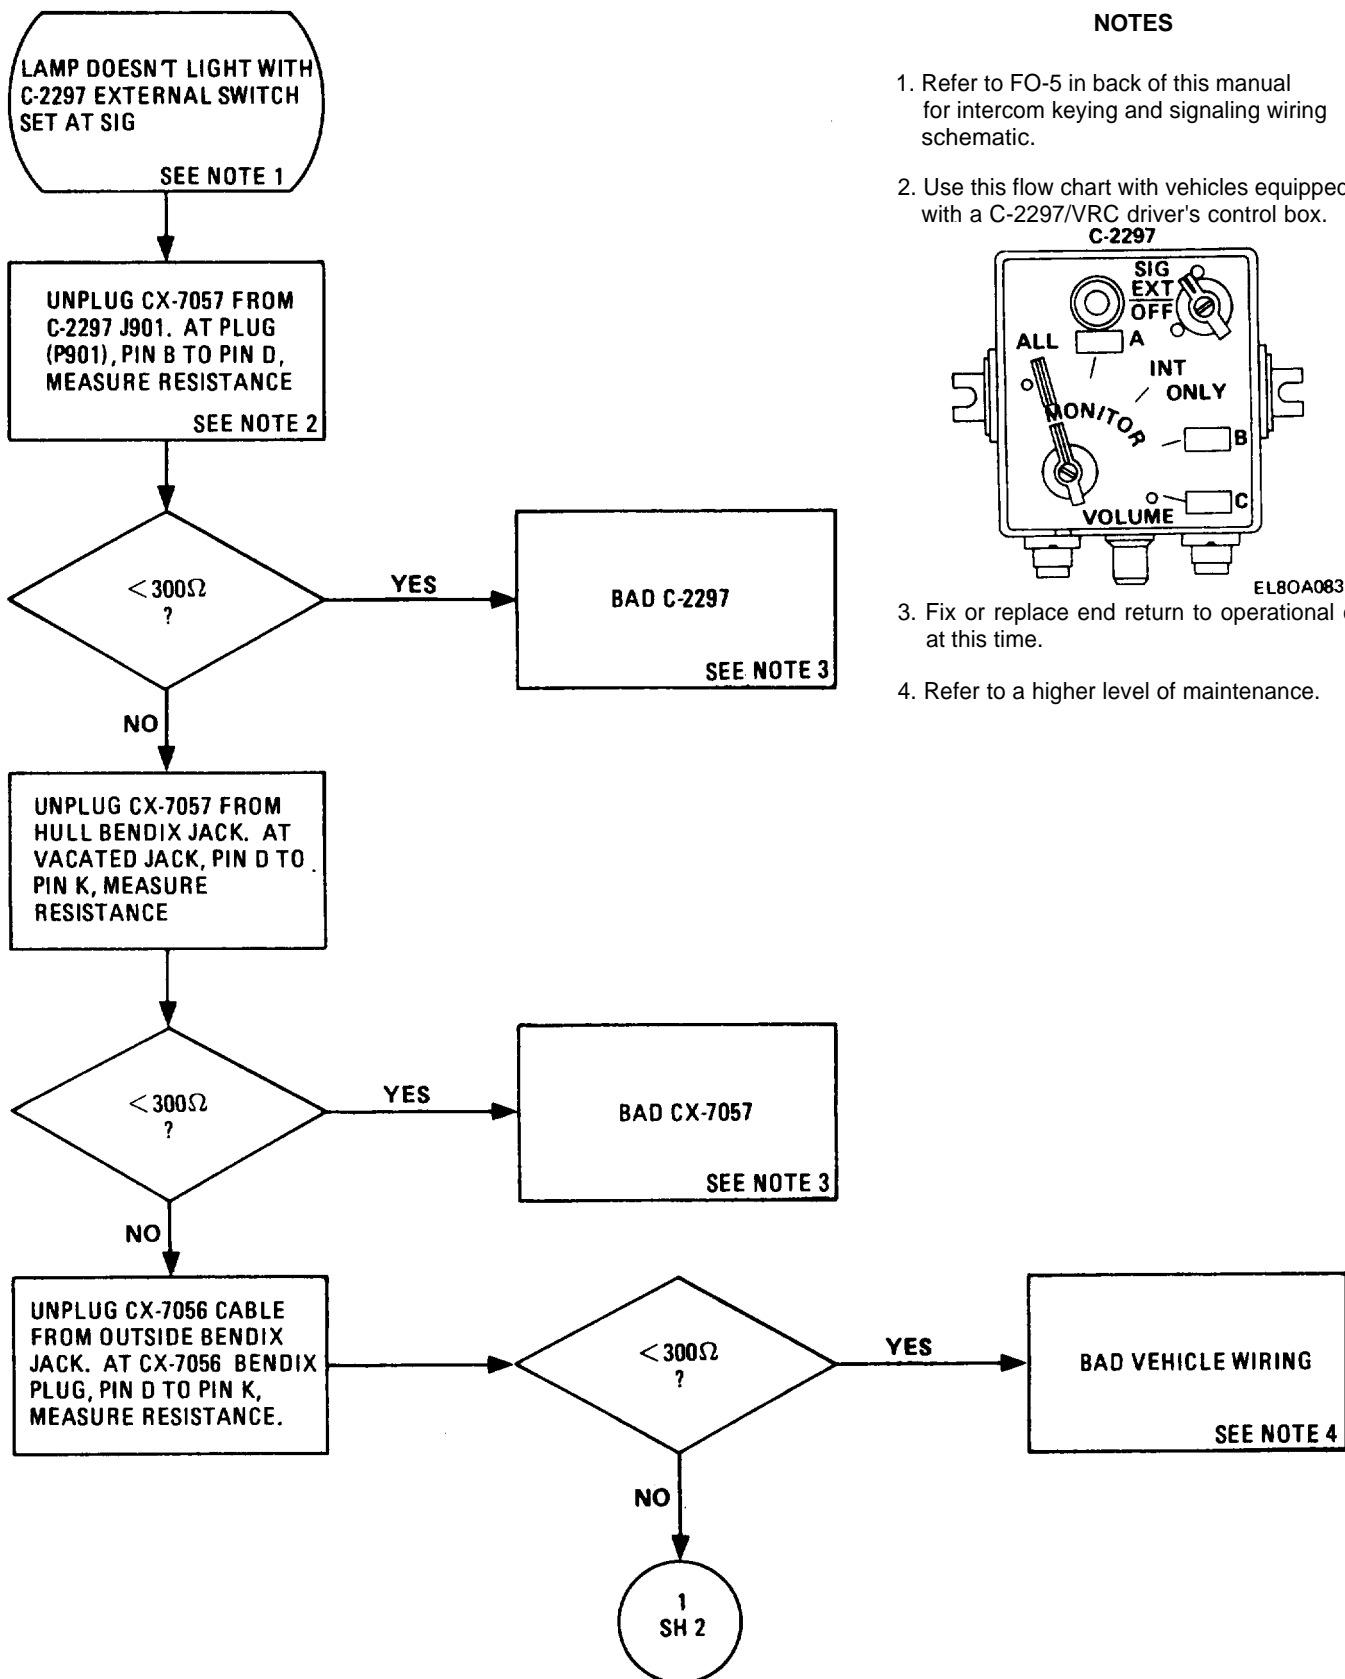 LAMP DOESN'T LIGHT WITH
C-2297 EXTERNAL SWITCH
SET AT SIG
SEE NOTE 1
UNPLUG CX-7057 FROM
C-2297 J901. AT PLUG
(P901), PIN B TO PIN D,
MEASURE RESISTANCE
SEE NOTE 2
<300Ω
?
YES
BAD C-2297
SEE NOTE 3
NO
UNPLUG CX-7057 FROM
HULL BENDIX JACK. AT
VACATED JACK, PIN D TO
PIN K, MEASURE
RESISTANCE
<300Ω
?
YES
BAD CX-7057
SEE NOTE 3
NO
UNPLUG CX-7056 CABLE
FROM OUTSIDE BENDIX
JACK. AT CX-7056 BENDIX
PLUG, PIN D TO PIN K,
MEASURE RESISTANCE.
<300Ω
?
YES
BAD VEHICLE WIRING
SEE NOTE 4
NO
1
SH 2
NOTES
1. Refer to FO-5 in back of this manual
for intercom keying and signaling wiring
schematic.
2. Use this flow chart with vehicles equipped
with a C-2297/VRC driver's control box.
C-2297
SIG
EXT
OFF
A
ALL
INT
ONLY
MONITOR
B
C
VOLUME
EL8OA083
3. Fix or replace end return to operational
at this time.
4. Refer to a higher level of maintenance.